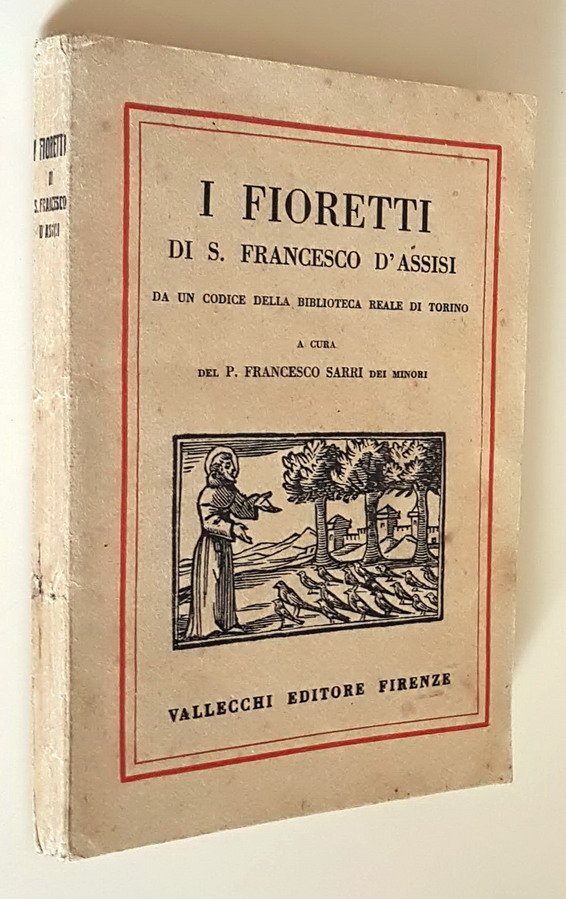 I FIORETTI
DI S. FRANCESCO D'ASSISI
DA UN CODICE DELLA BIBLIOTECA REALE DI TORINO
A CURA
DEL P. FRANCESCO SARRI DEI MINORI
VALLECCHI EDITORE FIRENZE
I FIORETTI
DI
S. FRANCESCO
D'ASSISI